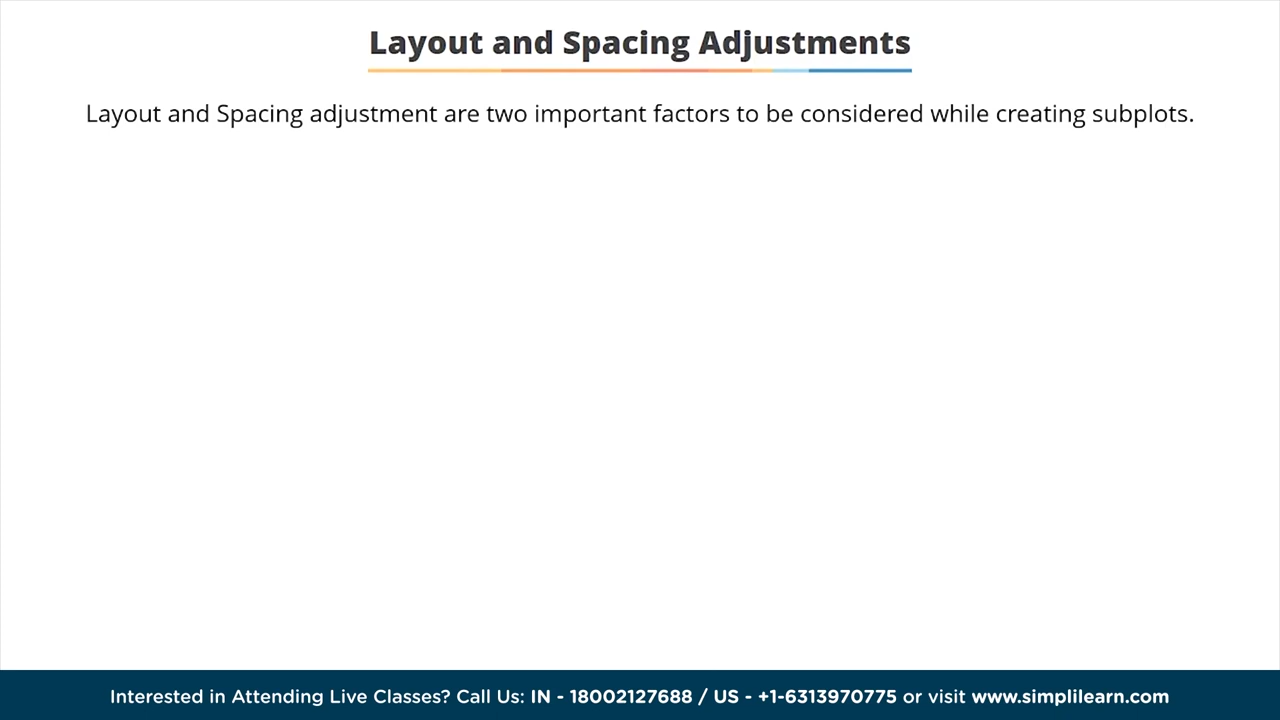 Layout and Spacing Adjustments
Layout and Spacing adjustment are two important factors to be considered while creating subplots.
Interested in Attending Live Classes? Call Us: IN - 18002127688 / US - +1-6313970775 or visit www.simplilearn.com